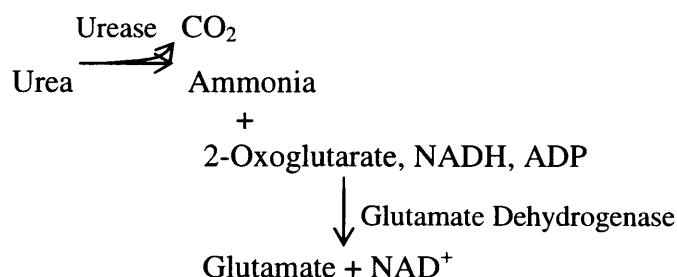 Urease CO₂
Urea Ammonia
+
2-Oxoglutarate, NADH, ADP
Glutamate Dehydrogenase
Glutamate + NAD⁺